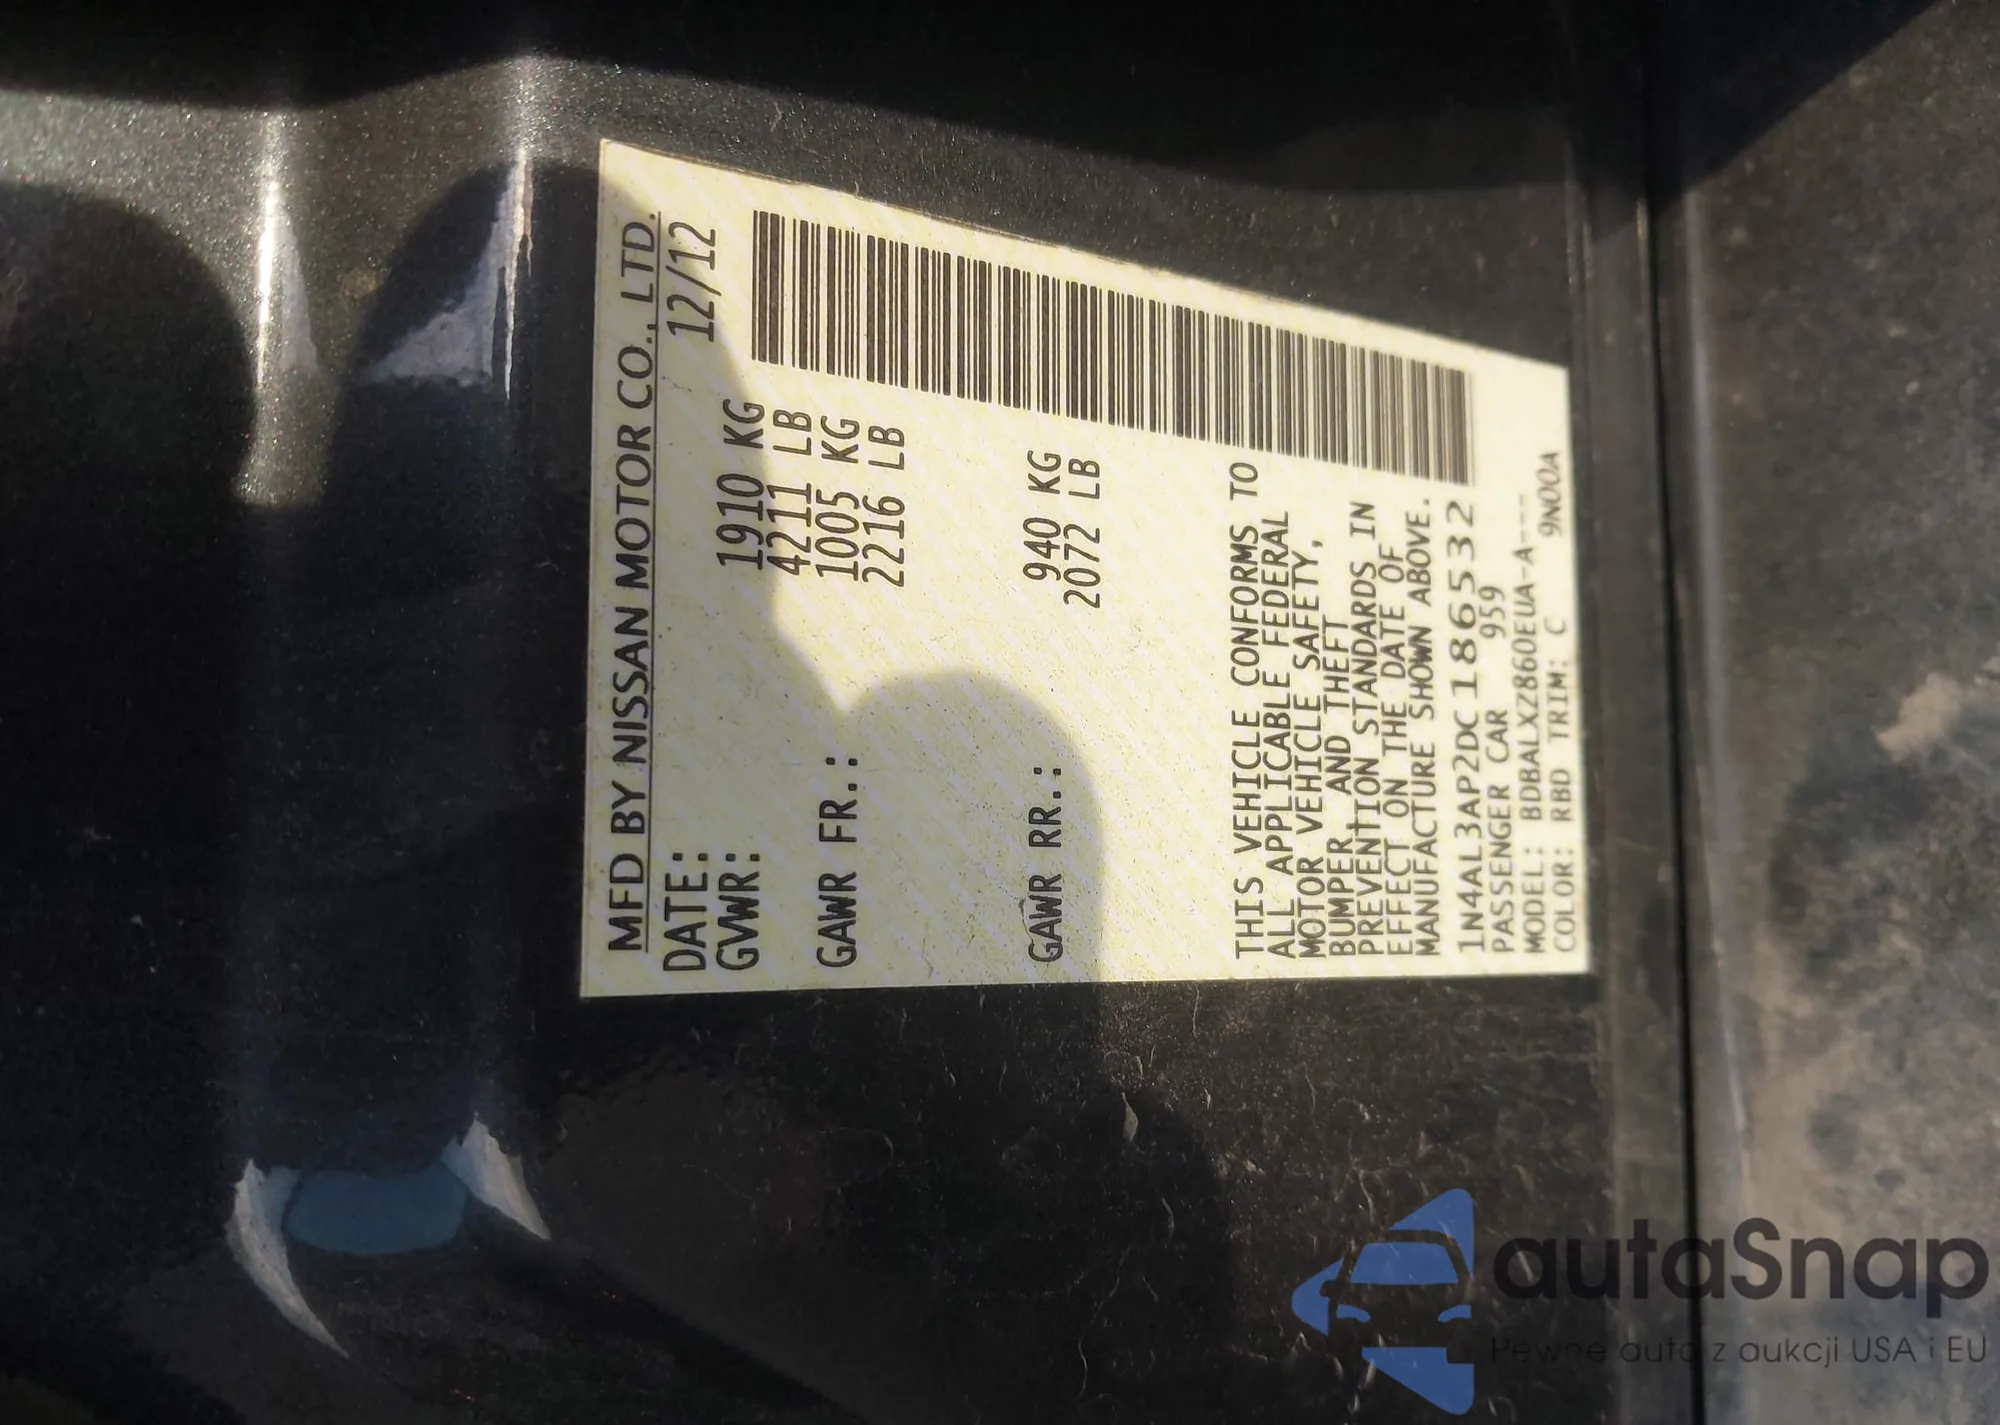 MFD BY NISSAN MOTOR CO., LTD.
DATE: 12/12
GVWR: 1910 KG
4211 LB
GAWR FR.: 1005 KG
2216 LB
GAWR RR.: 940 KG
2072 LB
THIS VEHICLE CONFORMS TO
ALL APPLICABLE FEDERAL
MOTOR VEHICLE SAFETY,
BUMPER AND THEFT
PREVENTION STANDARDS IN
EFFECT ON THE DATE OF
MANUFACTURE SHOWN ABOVE.
1N4AL3AP2DC186532
PASSENGER CAR 959
MODEL: BDBALXZ860EUA-A---
COLOR: RBD TRIM: C 9N00A
autaSnap
Pewne auto z aukcji USA i EU